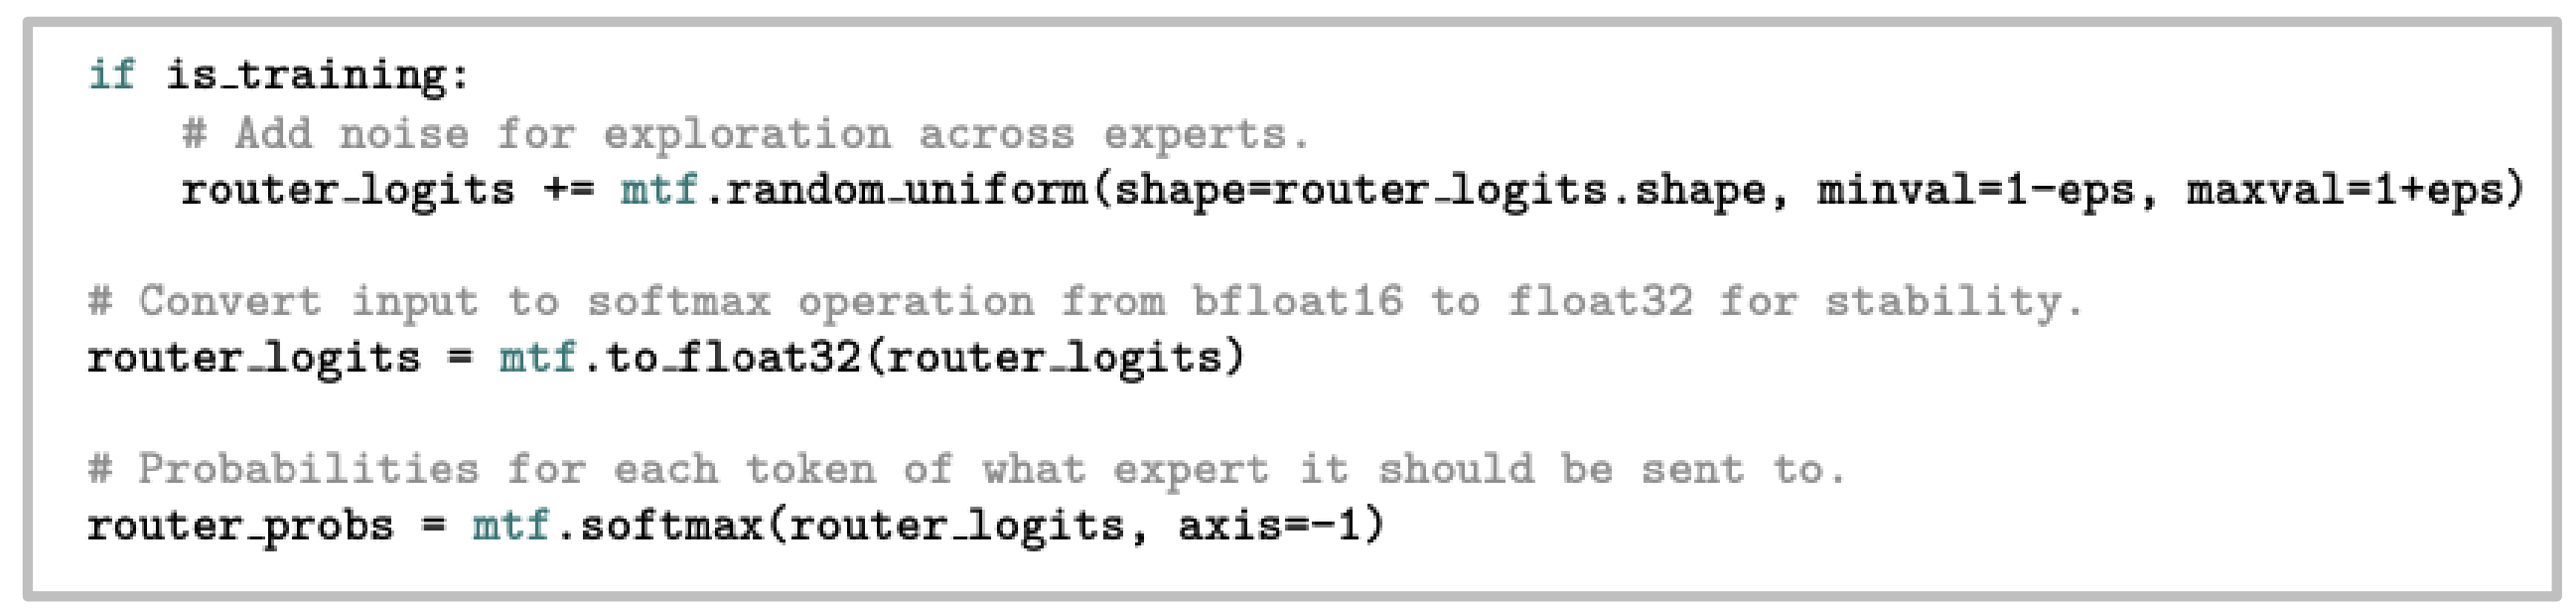 if is_training:
# Add noise for exploration across experts.
router_logits += mtf.random_uniform(shape=router_logits.shape, minval=1-eps, maxval=1+eps)
# Convert input to softmax operation from bfloat16 to float32 for stability.
router_logits = mtf.to_float32(router_logits)
# Probabilities for each token of what expert it should be sent to.
router_probs = mtf.softmax(router_logits, axis=-1)